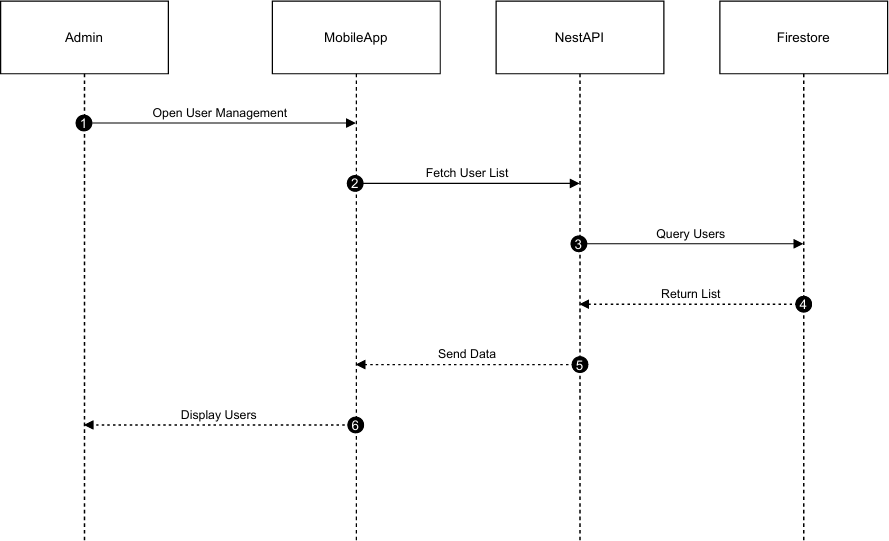 Admin
MobileApp
NestAPI
Firestore
Open User Management
1
Fetch User List
2
Query Users
3
Return List
4
Send Data
5
Display Users
6